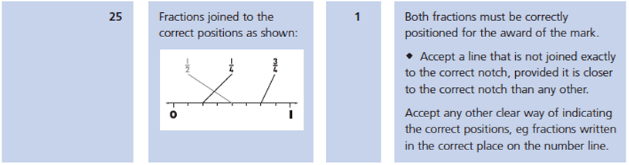 25
Fractions joined to the
correct positions as shown:
1/2 1/4 3/4
0 1
1
Both fractions must be correctly
positioned for the award of the mark.
◆ Accept a line that is not joined exactly
to the correct notch, provided it is closer
to the correct notch than any other.
Accept any other clear way of indicating
the correct positions, eg fractions written
in the correct place on the number line.